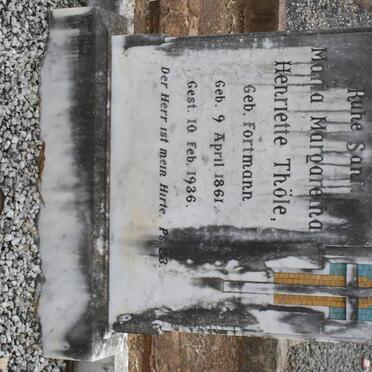 Ruhe Sanft
Maria Margaretha
Henriette Thöle,
Geb. Fortmann.
Geb. 9 April 1861
Gest. 10 Feb. 1936.
Der Herr ist mein Hirte, Ps. 23.